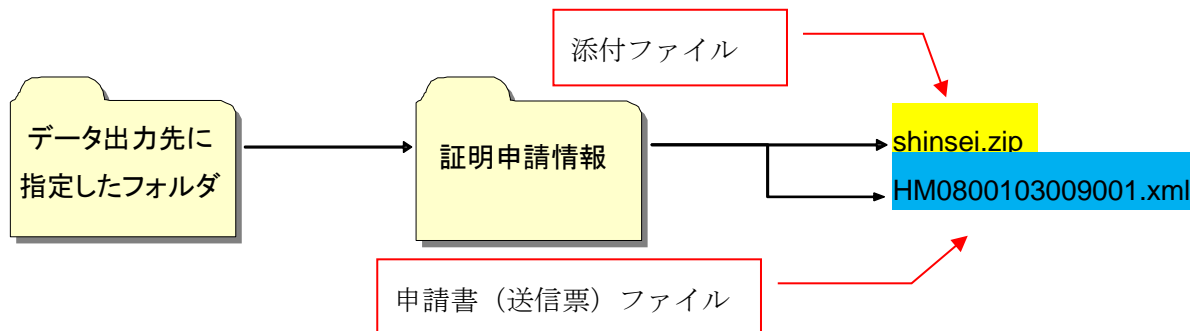 添付ファイル
データ出力先に
指定したフォルダ
証明申請情報
shinsei.zip
HM0800103009001.xml
申請書（送信票）ファイル